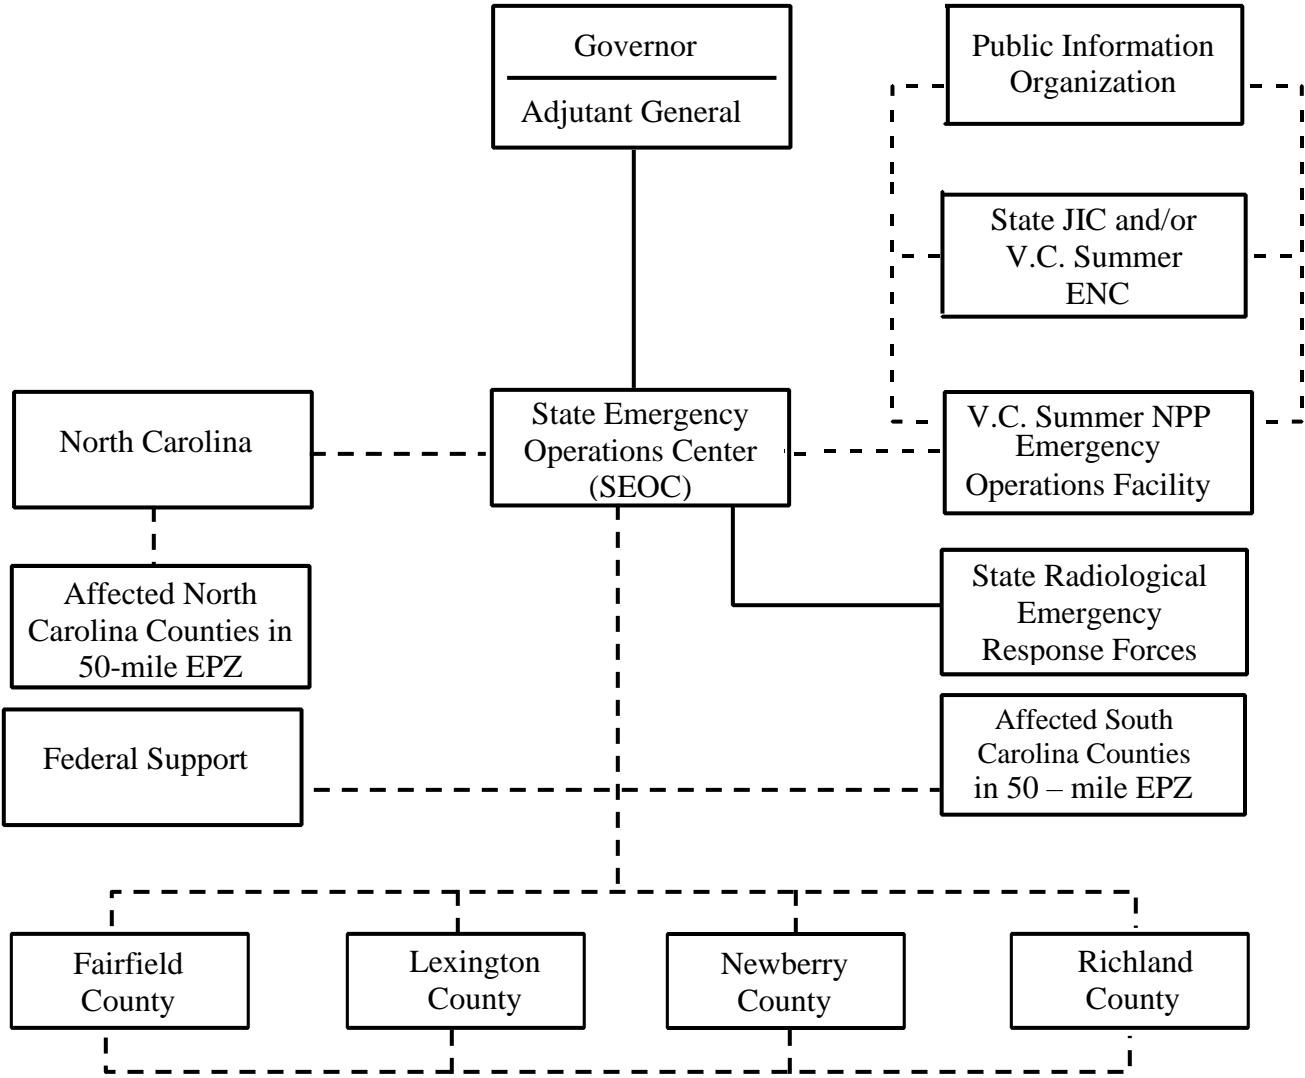 Governor
Adjutant General
Public Information
Organization
State JIC and/or
V.C. Summer
ENC
North Carolina
State Emergency
Operations Center
(SEOC)
V.C. Summer NPP
Emergency
Operations Facility
Affected North
Carolina Counties in
50-mile EPZ
State Radiological
Emergency
Response Forces
Federal Support
Affected South
Carolina Counties
in 50 – mile EPZ
Fairfield
County
Lexington
County
Newberry
County
Richland
County